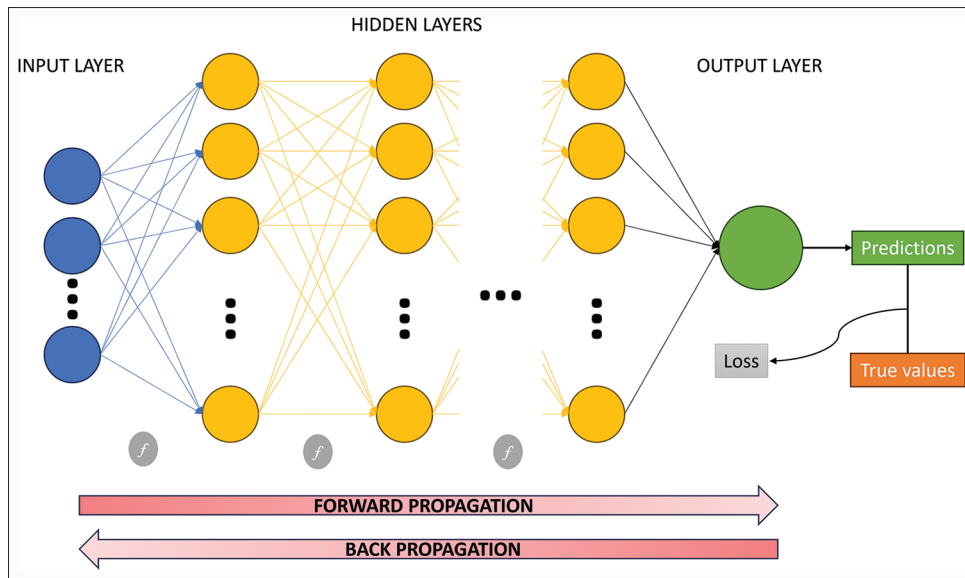 HIDDEN LAYERS
INPUT LAYER
OUTPUT LAYER
Predictions
Loss
True values
f
f
f
FORWARD PROPAGATION
BACK PROPAGATION